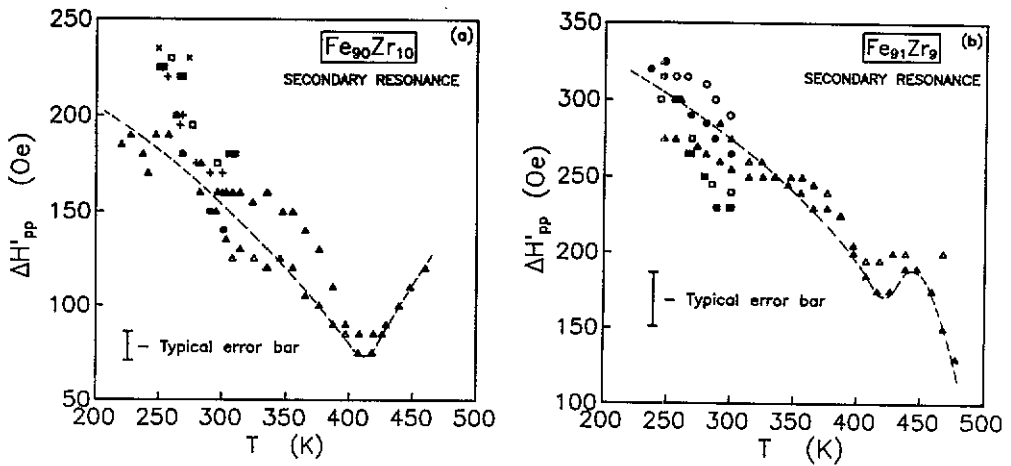 (a)
Fe90Zr10
SECONDARY RESONANCE
ΔH'pp (Oe)
250
200
150
100
50
– Typical error bar
200 250 300 350 400 450 500
T (K)
(b)
Fe91Zr9
SECONDARY RESONANCE
ΔH'pp (Oe)
350
300
250
200
150
100
– Typical error bar
200 250 300 350 400 450 500
T (K)